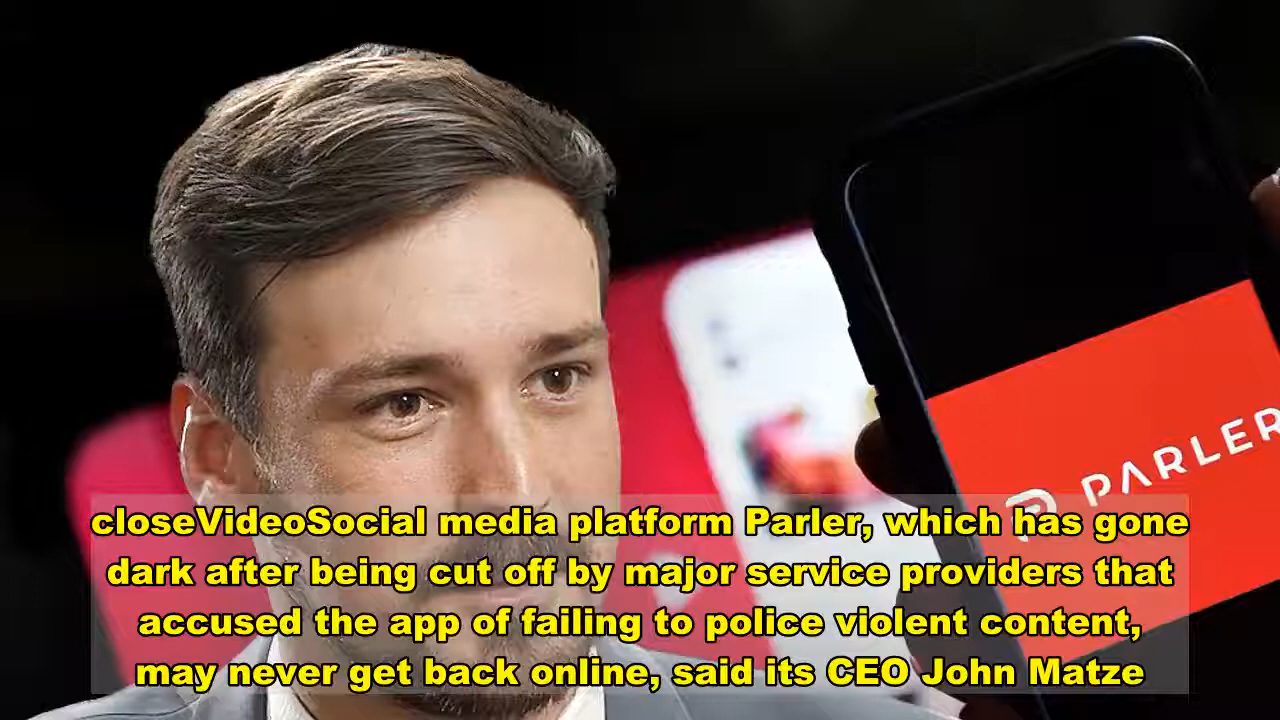 PARLER
closeVideoSocial media platform Parler, which has gone
dark after being cut off by major service providers that
accused the app of failing to police violent content,
may never get back online, said its CEO John Matze